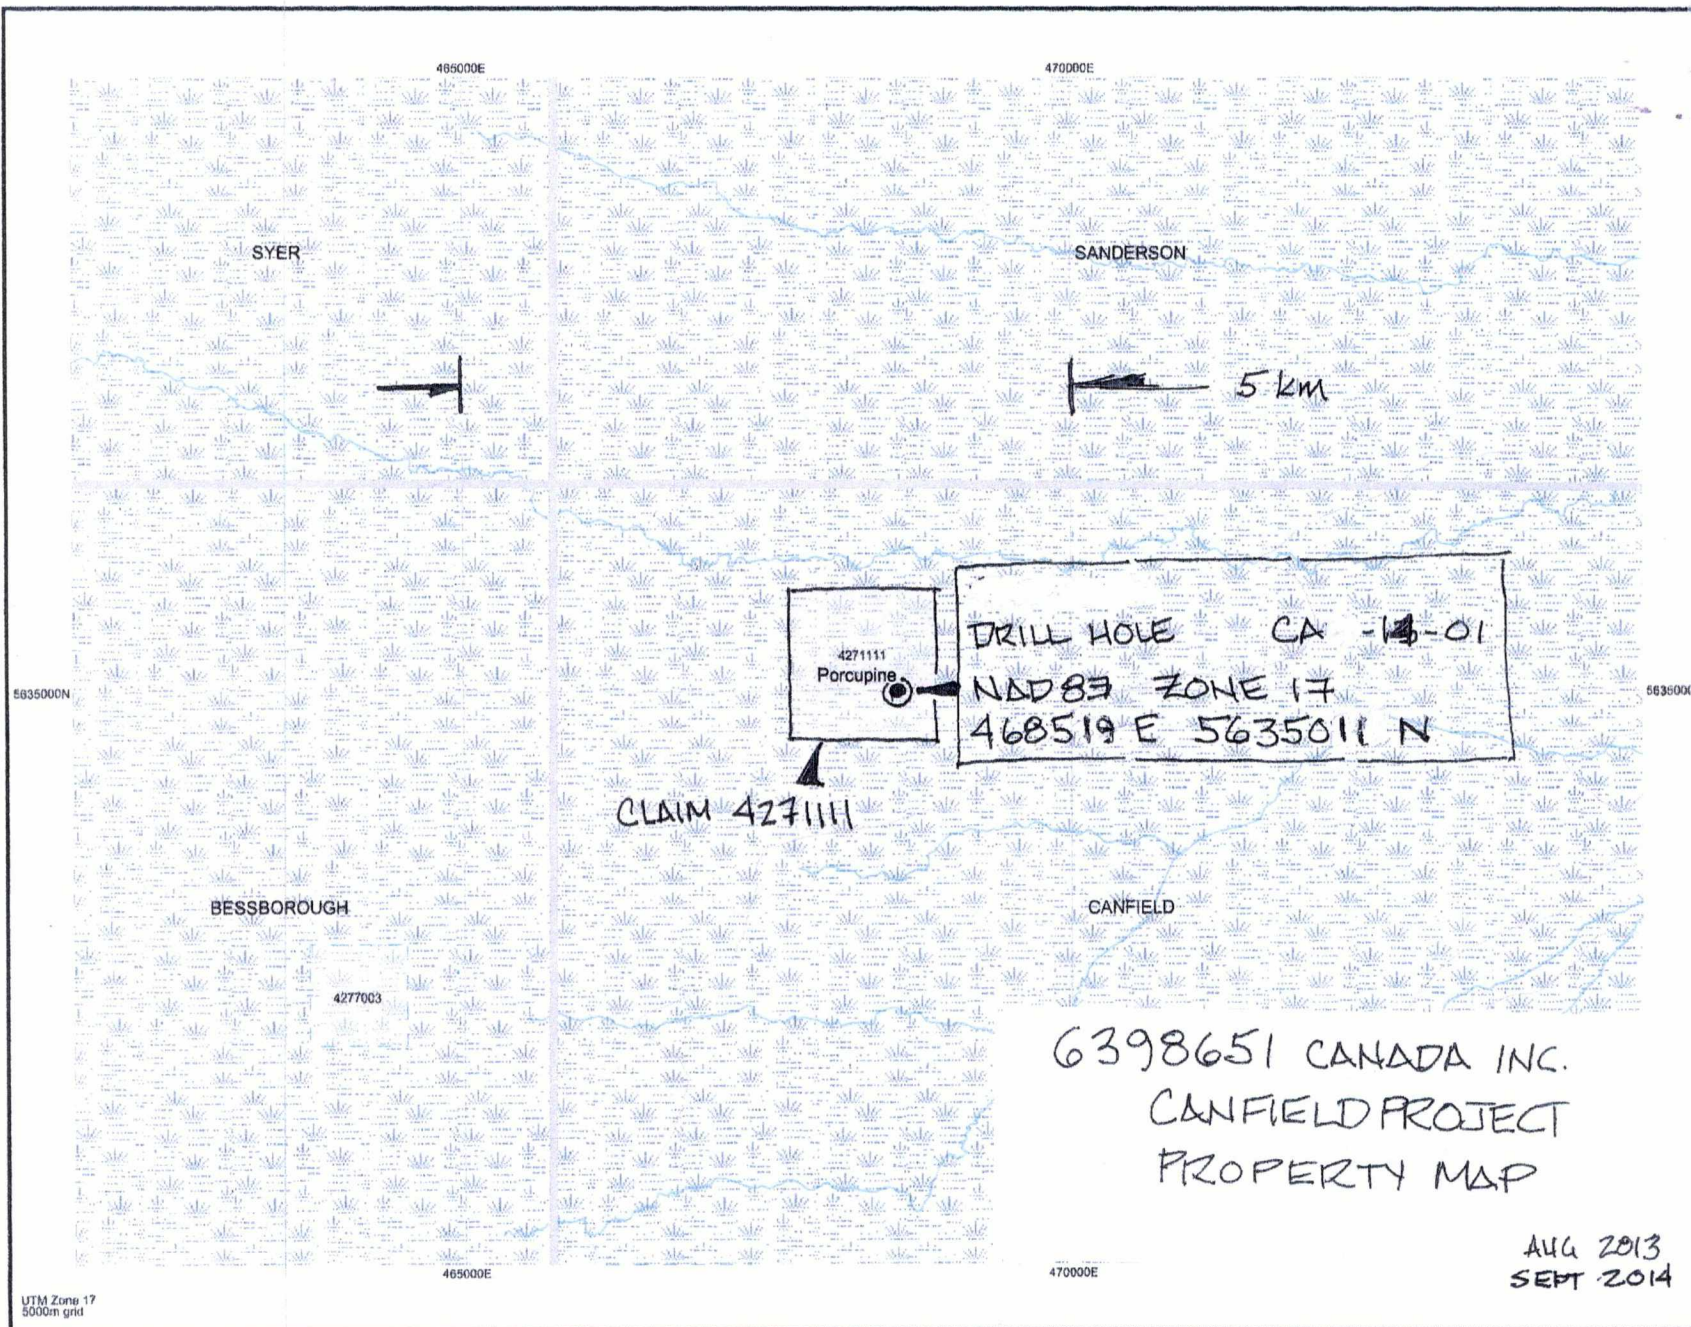 465000E 470000E
SYER SANDERSON
5 km
DRILL HOLE CA -14-01
4271111
Porcupine
NAD83 ZONE 17
5635000N
468519 E 5635011 N
CLAIM 4271111
BESSBOROUGH CANFIELD
4277003
6398651 CANADA INC.
CANFIELD PROJECT
PROPERTY MAP
AUG 2013
SEPT 2014
465000E 470000E
UTM Zone 17
5000m grid